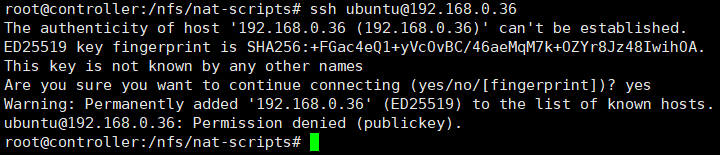 root@controller:/nfs/nat-scripts# ssh ubuntu@192.168.0.36
The authenticity of host '192.168.0.36 (192.168.0.36)' can't be established.
ED25519 key fingerprint is SHA256:+FGac4eQ1+yVcOvBC/46aeMqM7k+OZYr8Jz48IwihOA.
This key is not known by any other names
Are you sure you want to continue connecting (yes/no/[fingerprint])? yes
Warning: Permanently added '192.168.0.36' (ED25519) to the list of known hosts.
ubuntu@192.168.0.36: Permission denied (publickey).
root@controller:/nfs/nat-scripts#